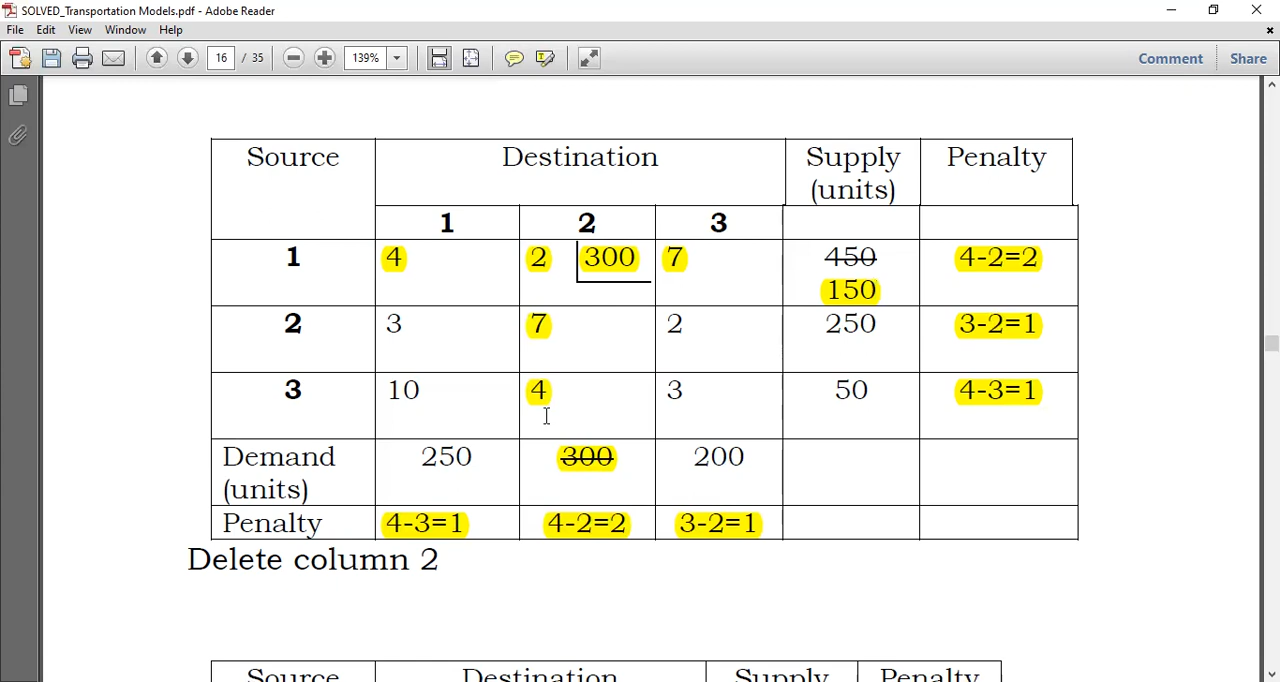 SOLVED_Transportation Models.pdf - Adobe Reader
File Edit View Window Help
16 / 35 139% Comment Share
Source Destination Supply (units) Penalty
1 2 3
1 4 2 300 7 450 150 4-2=2
2 3 7 2 250 3-2=1
3 10 4 3 50 4-3=1
Demand (units) 250 300 200
Penalty 4-3=1 4-2=2 3-2=1
Delete column 2
Source Destination Supply Penalty